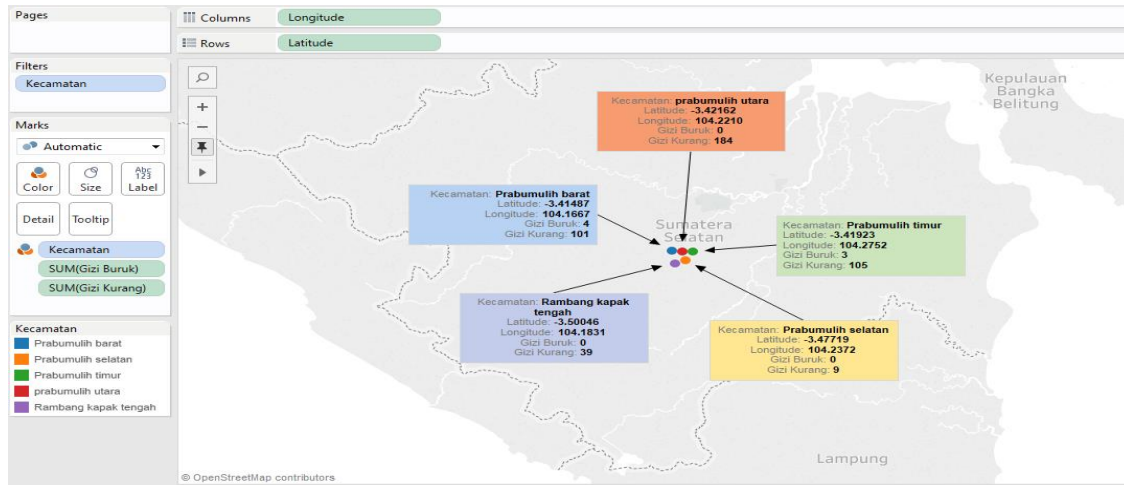 Pages
Columns
Longitude
Rows
Latitude
Filters
Kecamatan
Marks
Automatic
Color
Size
Abc
123
Label
Detail
Tooltip
Kecamatan
SUM(Gizi Buruk)
SUM(Gizi Kurang)
Kecamatan
Prabumulih barat
Prabumulih selatan
Prabumulih timur
prabumulih utara
Rambang kapak tengah
Kepulauan
Bangka
Belitung
Kecamatan: prabumulih utara
Latitude: -3.42162
Longitude: 104.2210
Gizi Buruk: 0
Gizi Kurang: 184
Kecamatan: Prabumulih barat
Latitude: -3.41487
Longitude: 104.1667
Gizi Buruk: 4
Gizi Kurang: 101
Sumatera
Selatan
Kecamatan: Prabumulih timur
Latitude: -3.41923
Longitude: 104.2752
Gizi Buruk: 3
Gizi Kurang: 105
Kecamatan: Rambang kapak
tengah
Latitude: -3.50046
Longitude: 104.1831
Gizi Buruk: 0
Gizi Kurang: 39
Kecamatan: Prabumulih selatan
Latitude: -3.47719
Longitude: 104.2372
Gizi Buruk: 0
Gizi Kurang: 9
Lampung
© OpenStreetMap contributors